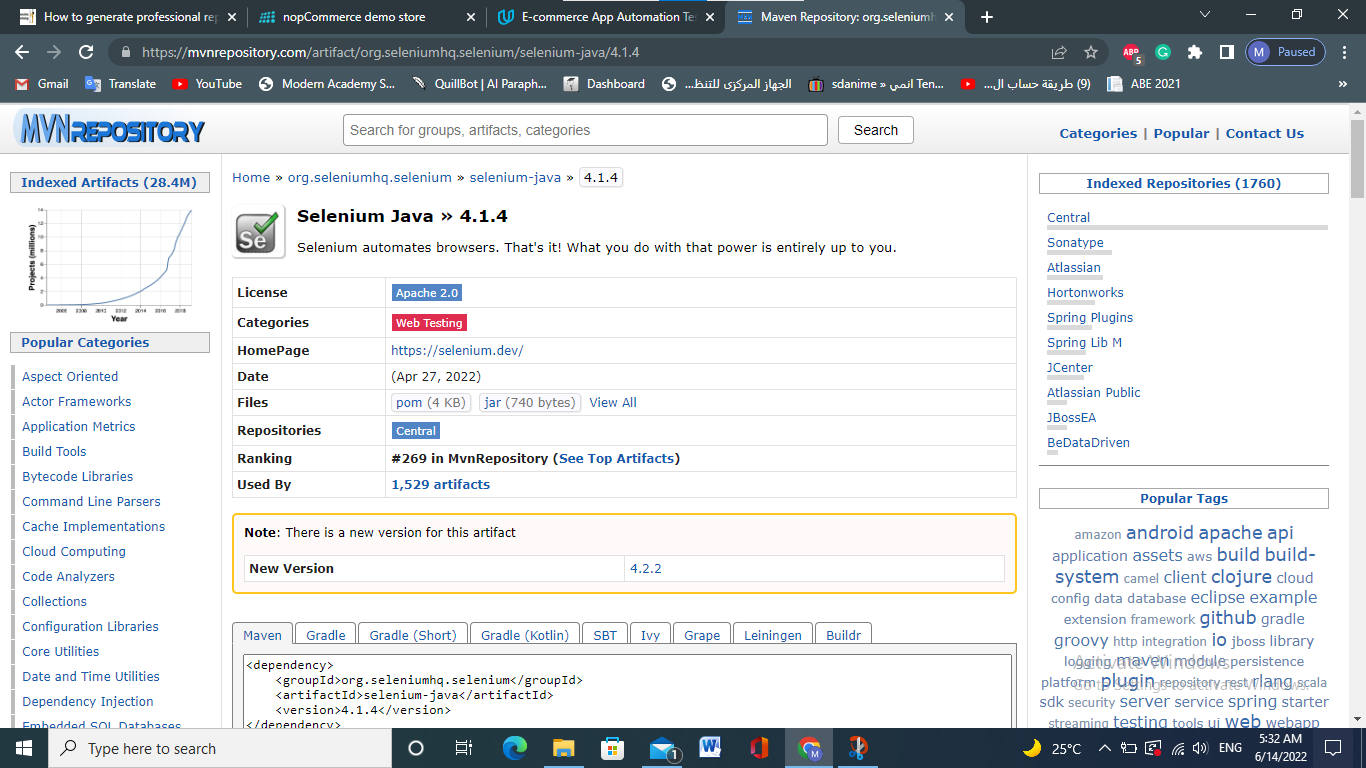 How to generate professional rep
nopCommerce demo store
E-commerce App Automation Te
Maven Repository: org.seleniumh
https://mvnrepository.com/artifact/org.seleniumhq.selenium/selenium-java/4.1.4
ABP
5
M Paused
Gmail
Translate
YouTube
Modern Academy S...
QuillBot | AI Paraph...
Dashboard
الجهاز المركزى للتنظ...
sdanime » انمي Ten...
(9) طريقة حساب ال...
ABE 2021
»
MVNREPOSITORY
Search for groups, artifacts, categories
Search
Categories | Popular | Contact Us
Indexed Artifacts (28.4M)
Projects (millions)
Year
Popular Categories
Aspect Oriented
Actor Frameworks
Application Metrics
Build Tools
Bytecode Libraries
Command Line Parsers
Cache Implementations
Cloud Computing
Code Analyzers
Collections
Configuration Libraries
Core Utilities
Date and Time Utilities
Dependency Injection
Embedded SQL Databases
Home » org.seleniumhq.selenium » selenium-java » 4.1.4
Se
Selenium Java » 4.1.4
Selenium automates browsers. That's it! What you do with that power is entirely up to you.
License Apache 2.0
Categories Web Testing
HomePage https://selenium.dev/
Date (Apr 27, 2022)
Files pom (4 KB) jar (740 bytes) View All
Repositories Central
Ranking #269 in MvnRepository (See Top Artifacts)
Used By 1,529 artifacts
Note: There is a new version for this artifact
New Version 4.2.2
Maven Gradle Gradle (Short) Gradle (Kotlin) SBT Ivy Grape Leiningen Buildr
<dependency>
<groupId>org.seleniumhq.selenium</groupId>
<artifactId>selenium-java</artifactId>
<version>4.1.4</version>
</dependency>
Indexed Repositories (1760)
Central
Sonatype
Atlassian
Hortonworks
Spring Plugins
Spring Lib M
JCenter
Atlassian Public
JBossEA
BeDataDriven
Popular Tags
amazon android apache api
application assets aws build build-
system camel client clojure cloud
config data database eclipse example
extension framework github gradle
groovy http integration io jboss library
logging maven module persistence
platform plugin repository rest rlang scala
sdk security server service spring starter
streaming testing tools ui web webapp
Activate Windows
Go to Settings to activate Windows.
Type here to search
1
25°C
ENG
5:32 AM
6/14/2022